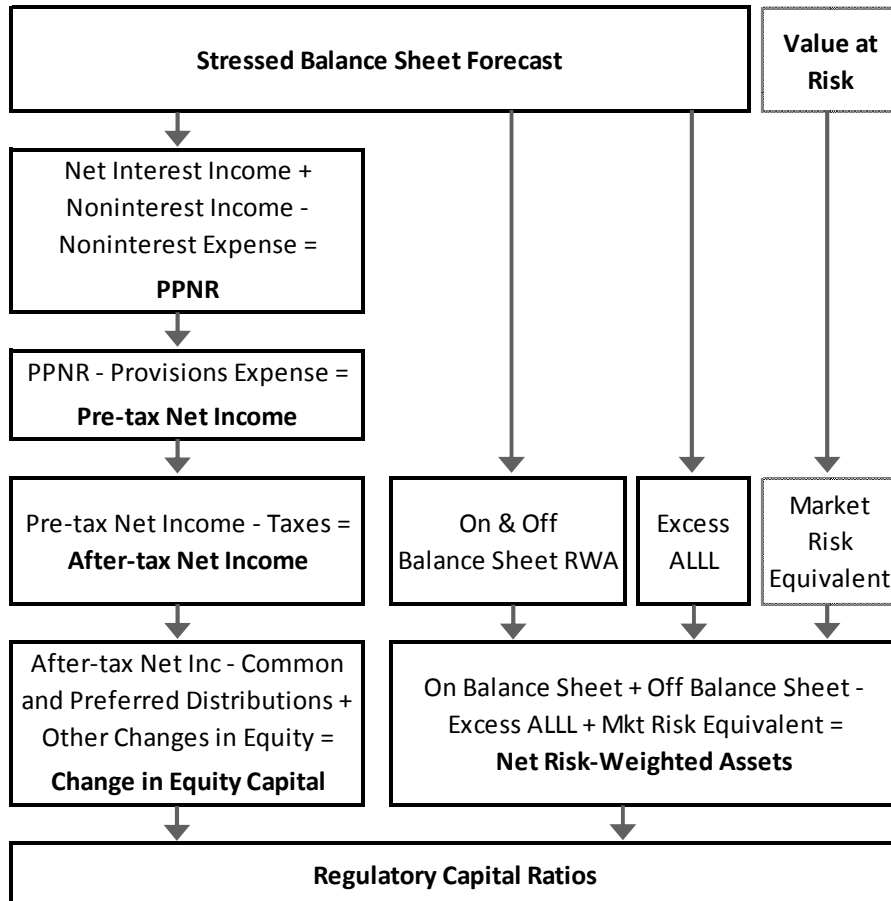 Stressed Balance Sheet Forecast
Value at
Risk
Net Interest Income +
Noninterest Income -
Noninterest Expense =
PPNR
PPNR - Provisions Expense =
Pre-tax Net Income
Pre-tax Net Income - Taxes =
After-tax Net Income
On & Off
Balance Sheet RWA
Excess
ALLL
Market
Risk
Equivalent
After-tax Net Inc - Common
and Preferred Distributions +
Other Changes in Equity =
Change in Equity Capital
On Balance Sheet + Off Balance Sheet -
Excess ALLL + Mkt Risk Equivalent =
Net Risk-Weighted Assets
Regulatory Capital Ratios